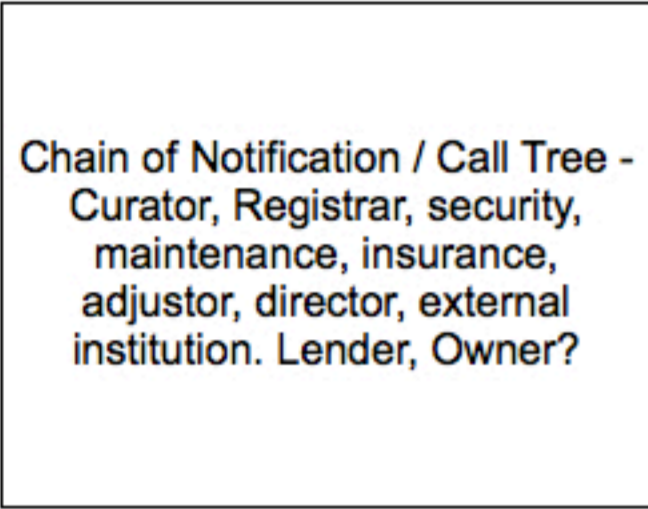 Chain of Notification / Call Tree -
Curator, Registrar, security,
maintenance, insurance,
adjustor, director, external
institution. Lender, Owner?